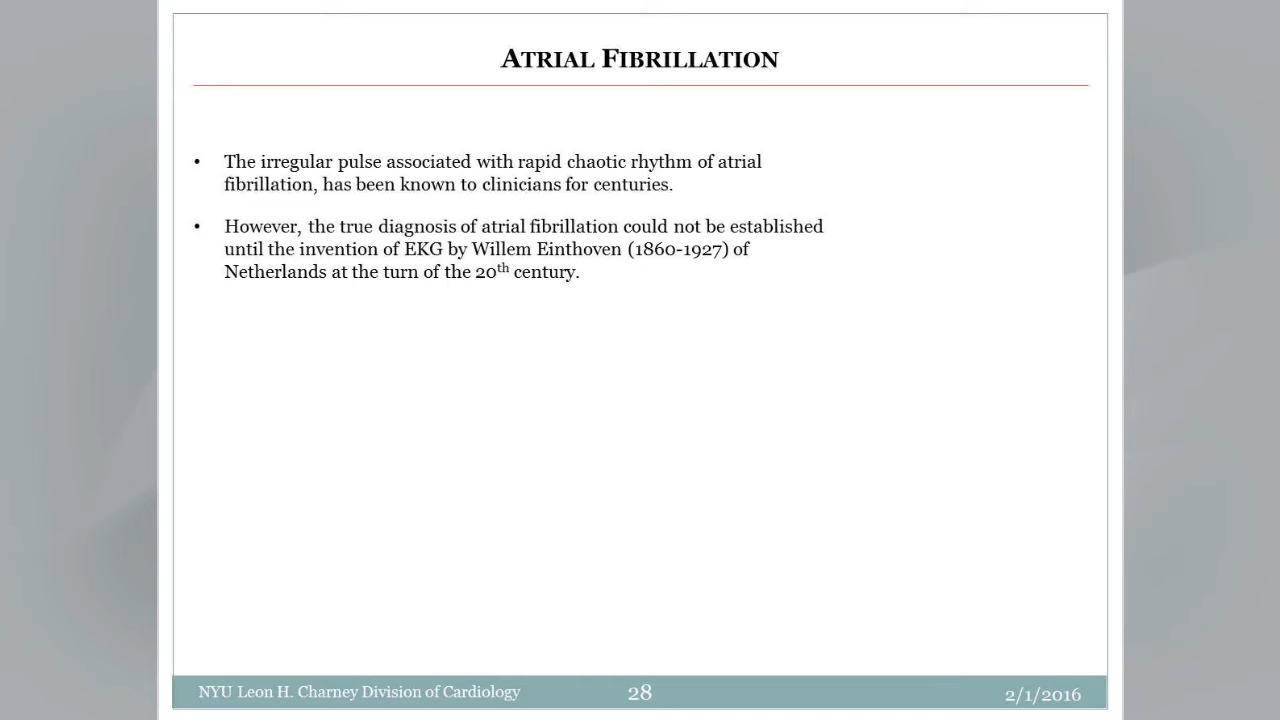 ATRIAL FIBRILLATION
• The irregular pulse associated with rapid chaotic rhythm of atrial
fibrillation, has been known to clinicians for centuries.
• However, the true diagnosis of atrial fibrillation could not be established
until the invention of EKG by Willem Einthoven (1860-1927) of
Netherlands at the turn of the 20th century.
NYU Leon H. Charney Division of Cardiology 28 2/1/2016